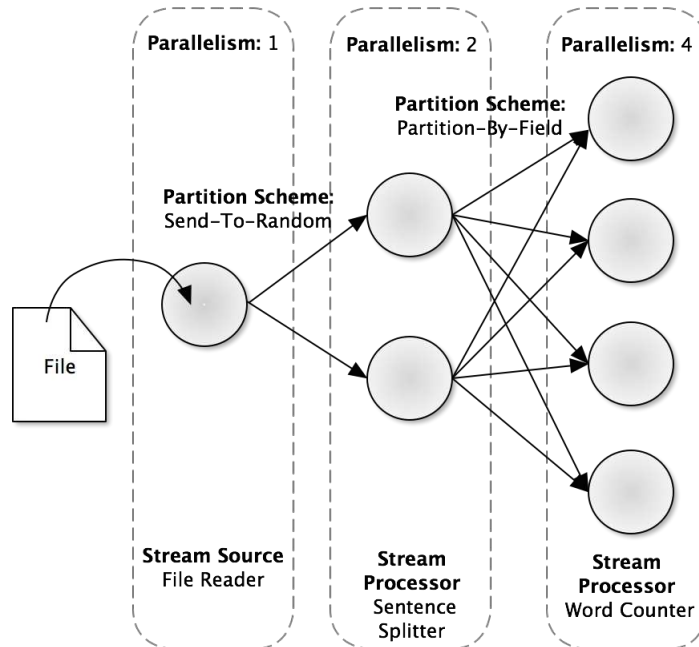 Parallelism: 1
Parallelism: 2
Parallelism: 4
Partition Scheme:
Partition-By-Field
Partition Scheme:
Send-To-Random
File
Stream Source
File Reader
Stream
Processor
Sentence
Splitter
Stream
Processor
Word Counter